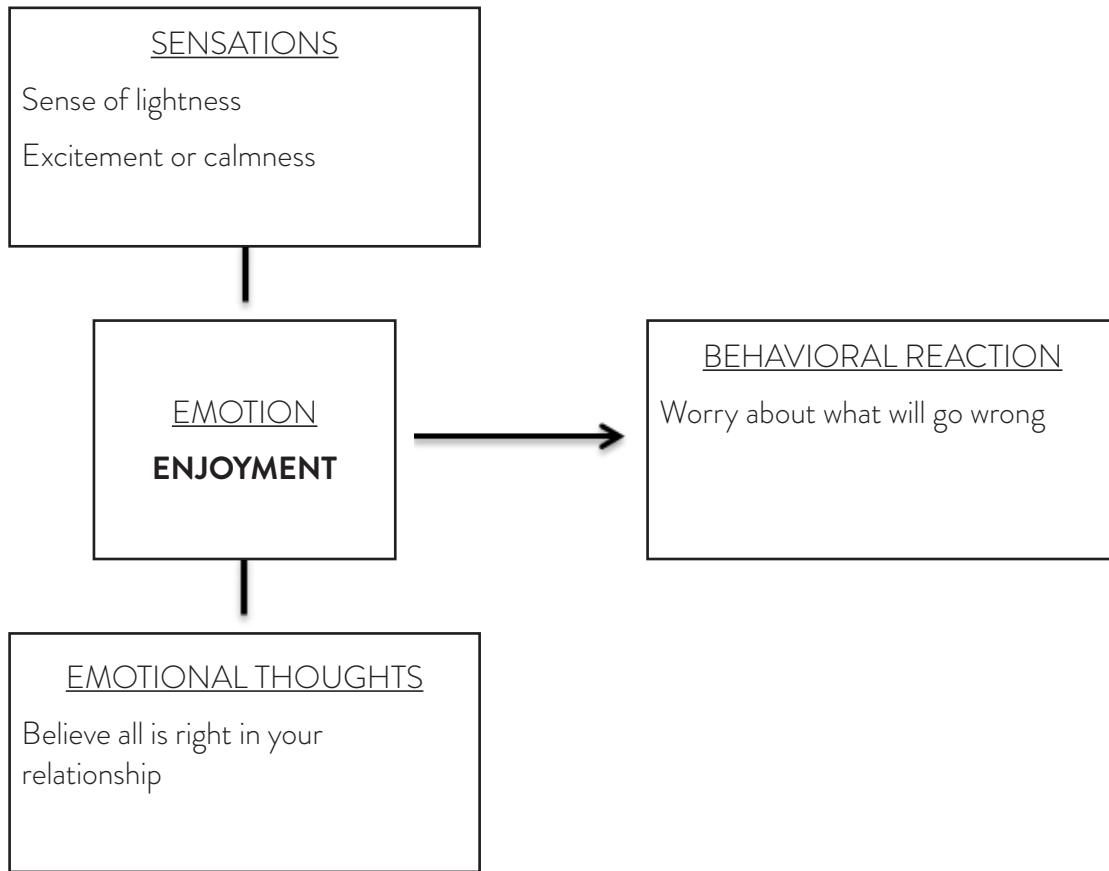 SENSATIONS
Sense of lightness
Excitement or calmness
EMOTION
ENJOYMENT
BEHAVIORAL REACTION
Worry about what will go wrong
EMOTIONAL THOUGHTS
Believe all is right in your
relationship